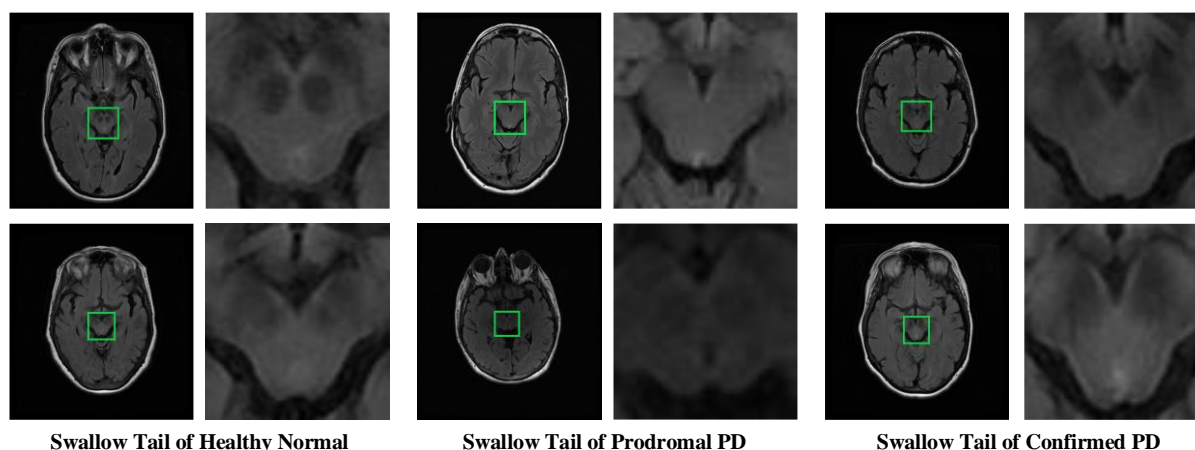 Swallow Tail of Healthy Normal
Swallow Tail of Prodromal PD
Swallow Tail of Confirmed PD